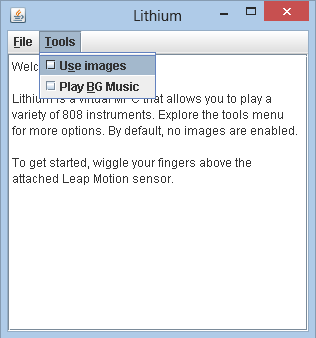 Lithium
File Tools
Welc
Use images
Play BG Music
Lithium is a virtual MPC that allows you to play a
variety of 808 instruments. Explore the tools menu
for more options. By default, no images are enabled.
To get started, wiggle your fingers above the
attached Leap Motion sensor.